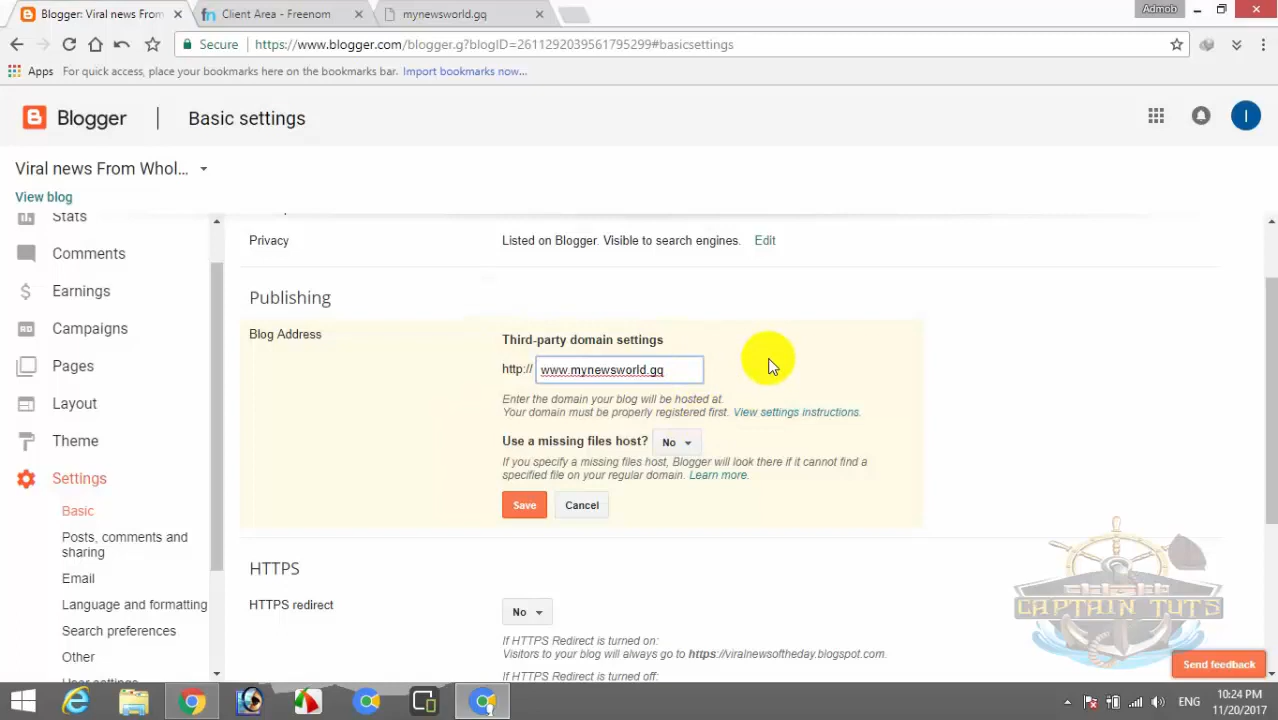 Blogger: Viral news From
Client Area - Freenom
mynewsworld.gq
Admob
Secure
https://www.blogger.com/blogger.g?blogID=2611292039561795299#basicsettings
Apps
For quick access, place your bookmarks here on the bookmarks bar. Import bookmarks now...
Blogger
Basic settings
I
Viral news From Whol...
View blog
Stats
Comments
Earnings
Campaigns
Pages
Layout
Theme
Settings
Basic
Posts, comments and
sharing
Email
Language and formatting
Search preferences
Other
Privacy
Listed on Blogger. Visible to search engines. Edit
Publishing
Blog Address
Third-party domain settings
http:// www.mynewsworld.gq
Enter the domain your blog will be hosted at.
Your domain must be properly registered first. View settings instructions.
Use a missing files host? No
If you specify a missing files host, Blogger will look there if it cannot find a
specified file on your regular domain. Learn more.
Save
Cancel
HTTPS
HTTPS redirect
No
If HTTPS Redirect is turned on:
Visitors to your blog will always go to https://viralnewsoftheday.blogspot.com.
If HTTPS Redirect is turned off:
CAPTAIN TUTS
Send feedback
ENG
10:24 PM
11/20/2017